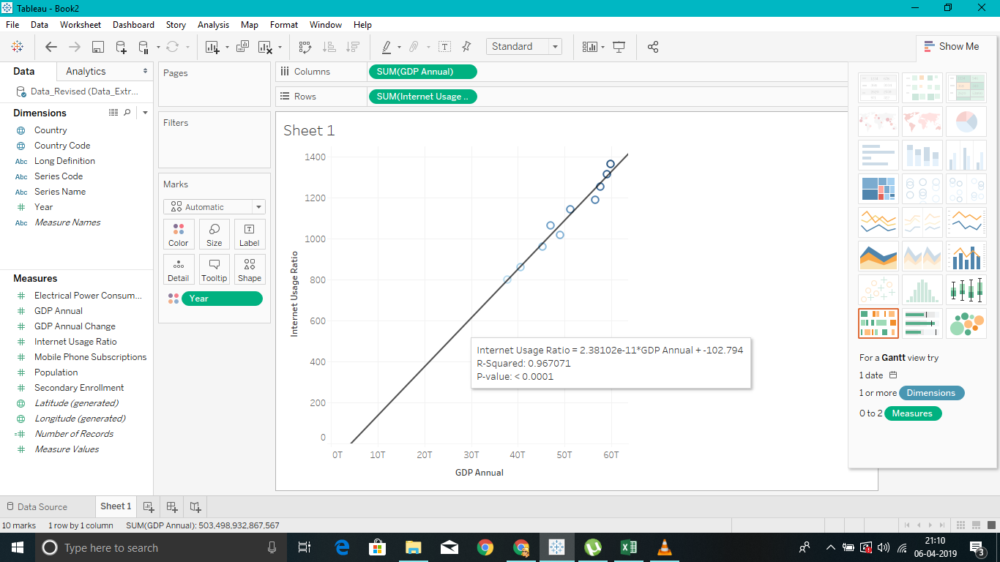 Tableau - Book2
File Data Worksheet Dashboard Story Analysis Map Format Window Help
Standard
Show Me
Data Analytics
Data_Revised (Data_Extr...
Dimensions
Country
Country Code
Abc Long Definition
Abc Series Code
Abc Series Name
Year
Abc Measure Names
Measures
Electrical Power Consum...
GDP Annual
GDP Annual Change
Internet Usage Ratio
Mobile Phone Subscriptions
Population
Secondary Enrollment
Latitude (generated)
Longitude (generated)
Number of Records
Measure Values
Pages
Filters
Marks
Automatic
Color Size Label
Detail Tooltip Shape
Year
Columns SUM(GDP Annual)
Rows SUM(Internet Usage ..
Sheet 1
Internet Usage Ratio
1400
1200
1000
800
600
400
200
0
0T 10T 20T 30T 40T 50T 60T
GDP Annual
Internet Usage Ratio = 2.38102e-11*GDP Annual + -102.794
R-Squared: 0.967071
P-value: < 0.0001
For a Gantt view try
1 date
1 or more Dimensions
0 to 2 Measures
Data Source Sheet 1
10 marks 1 row by 1 column SUM(GDP Annual): 503,498,932,867,567
Type here to search
21:10
06-04-2019
3